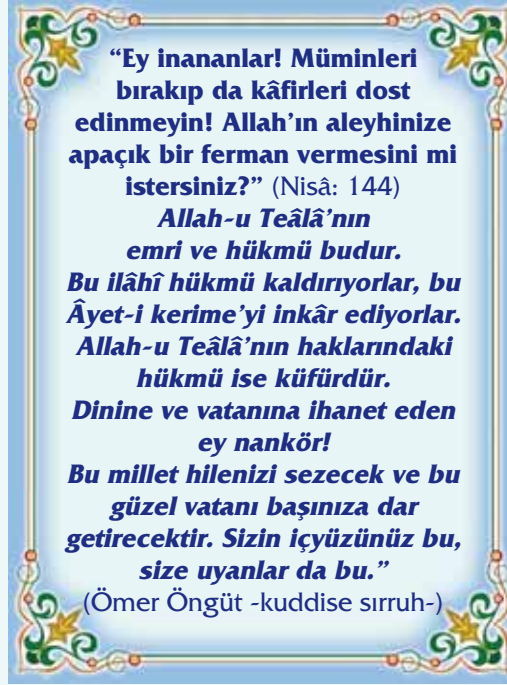 “Ey inananlar! Müminleri
bırakıp da kâfirleri dost
edinmeyin! Allah’ın aleyhinize
apaçık bir ferman vermesini mi
istersiniz?” (Nisâ: 144)
Allah-u Teâlâ’nın
emri ve hükmü budur.
Bu ilâhî hükmü kaldırıyorlar, bu
Âyet-i kerime’yi inkâr ediyorlar.
Allah-u Teâlâ’nın haklarındaki
hükmü ise küfürdür.
Dinine ve vatanına ihanet eden
ey nankör!
Bu millet hilenizi sezecek ve bu
güzel vatanı başınıza dar
getirecektir. Sizin içyüzünüz bu,
size uyanlar da bu.”
(Ömer Öngüt -kuddise sırruh-)